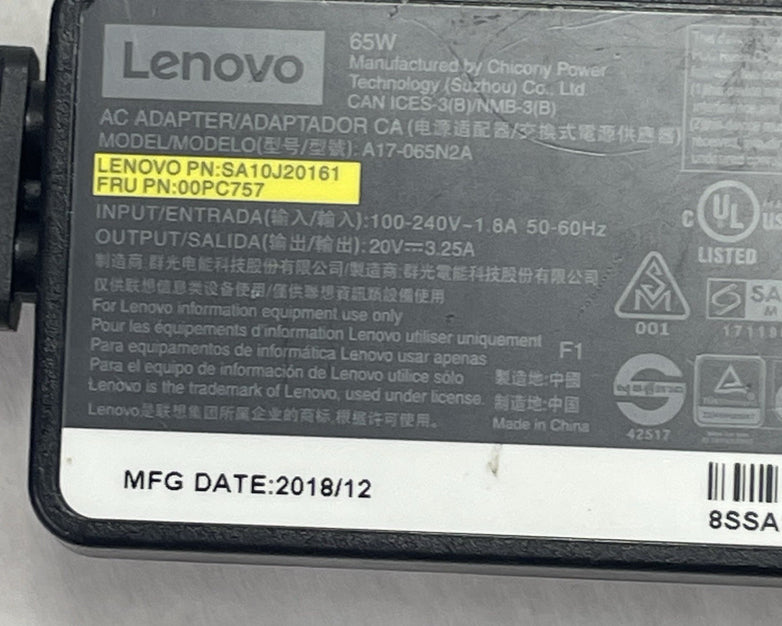 Lenovo
65W
Manufactured by Chicony Power
Technology (Suzhou) Co., Ltd
CAN ICES-3(B)/NMB-3(B)
AC ADAPTER/ADAPTADOR CA (电源适配器/交換式電源供應器)
MODEL/MODELO(型号/型號): A17-065N2A
LENOVO PN:SA10J20161
FRU PN:00PC757
INPUT/ENTRADA(输入/輸入):100-240V~1.8A 50-60Hz
OUTPUT/SALIDA(输出/輸出): 20V⎓3.25A
制造商:群光电能科技股份有限公司/製造商:群光電能科技股份有限公司
仅供联想信息类设备使用/僅供聯想資訊類設備使用
For Lenovo information equipment use only
Pour les équipements d'information Lenovo utiliser uniquement
Para equipamentos de informática Lenovo usar apenas
Para el equipo de información de Lenovo utilice sólo
Lenovo is the trademark of Lenovo, used under license.
Lenovo是联想集团所属企业的商标,根据许可使用。
F1
製造地:中國
制造地:中国
Made in China
C UL
LISTED
001
SA
17111
42517
MFG DATE:2018/12
8SSA